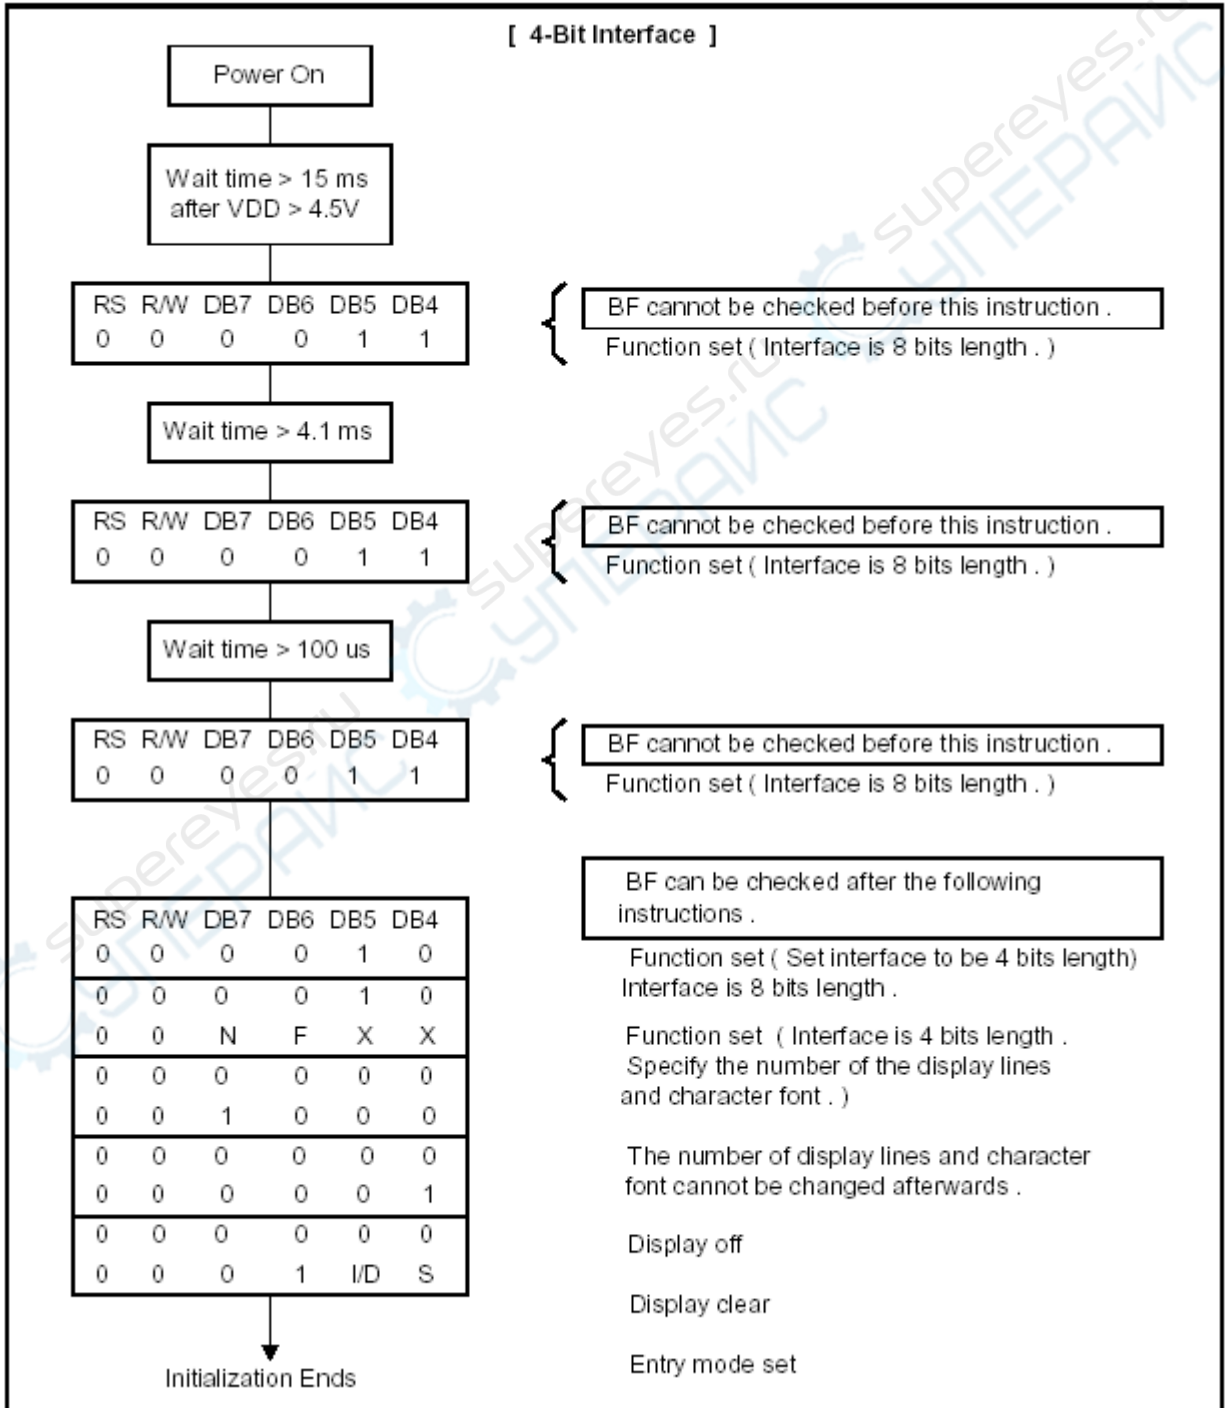 [ 4-Bit Interface ]
Power On
Wait time > 15 ms
after VDD > 4.5V
RS R/W DB7 DB6 DB5 DB4
0 0 0 0 1 1
BF cannot be checked before this instruction .
Function set ( Interface is 8 bits length . )
Wait time > 4.1 ms
RS R/W DB7 DB6 DB5 DB4
0 0 0 0 1 1
BF cannot be checked before this instruction .
Function set ( Interface is 8 bits length . )
Wait time > 100 us
RS R/W DB7 DB6 DB5 DB4
0 0 0 0 1 1
BF cannot be checked before this instruction .
Function set ( Interface is 8 bits length . )
RS R/W DB7 DB6 DB5 DB4
0 0 0 0 1 0
0 0 0 0 1 0
0 0 N F X X
0 0 0 0 0 0
0 0 1 0 0 0
0 0 0 0 0 0
0 0 0 0 0 1
0 0 0 0 0 0
0 0 0 1 I/D S
BF can be checked after the following
instructions .
Function set ( Set interface to be 4 bits length)
Interface is 8 bits length .
Function set ( Interface is 4 bits length .
Specify the number of the display lines
and character font . )
The number of display lines and character
font cannot be changed afterwards .
Display off
Display clear
Entry mode set
Initialization Ends
supereyes.ru
СУПЕРАЙС
supereyes.ru
СУПЕРАЙС
supereyes.ru
СУПЕРАЙС